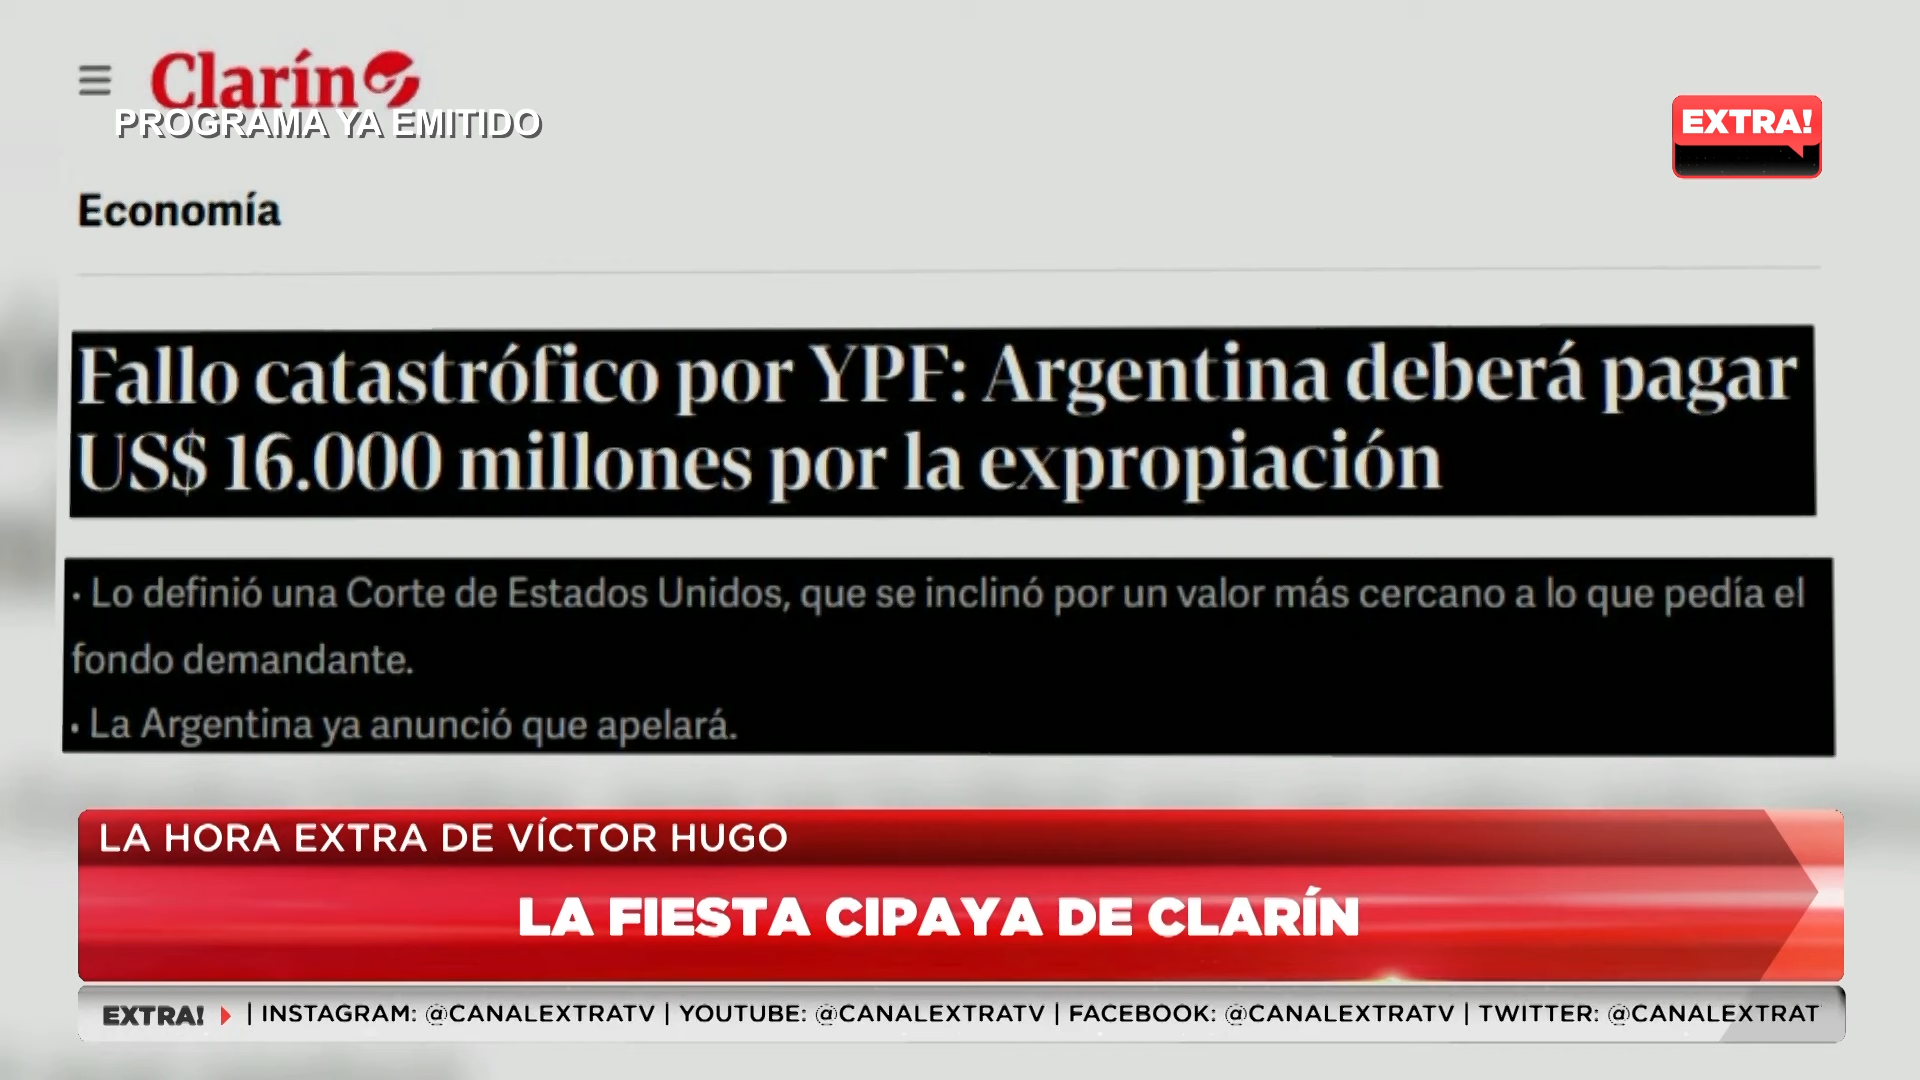 Clarín
PROGRAMA YA EMITIDO
EXTRA!
Economía
Fallo catastrófico por YPF: Argentina deberá pagar
US$ 16.000 millones por la expropiación
· Lo definió una Corte de Estados Unidos, que se inclinó por un valor más cercano a lo que pedía el
fondo demandante.
· La Argentina ya anunció que apelará.
LA HORA EXTRA DE VÍCTOR HUGO
LA FIESTA CIPAYA DE CLARÍN
EXTRA! | INSTAGRAM: @CANALEXTRATV | YOUTUBE: @CANALEXTRATV | FACEBOOK: @CANALEXTRATV | TWITTER: @CANALEXTRAT